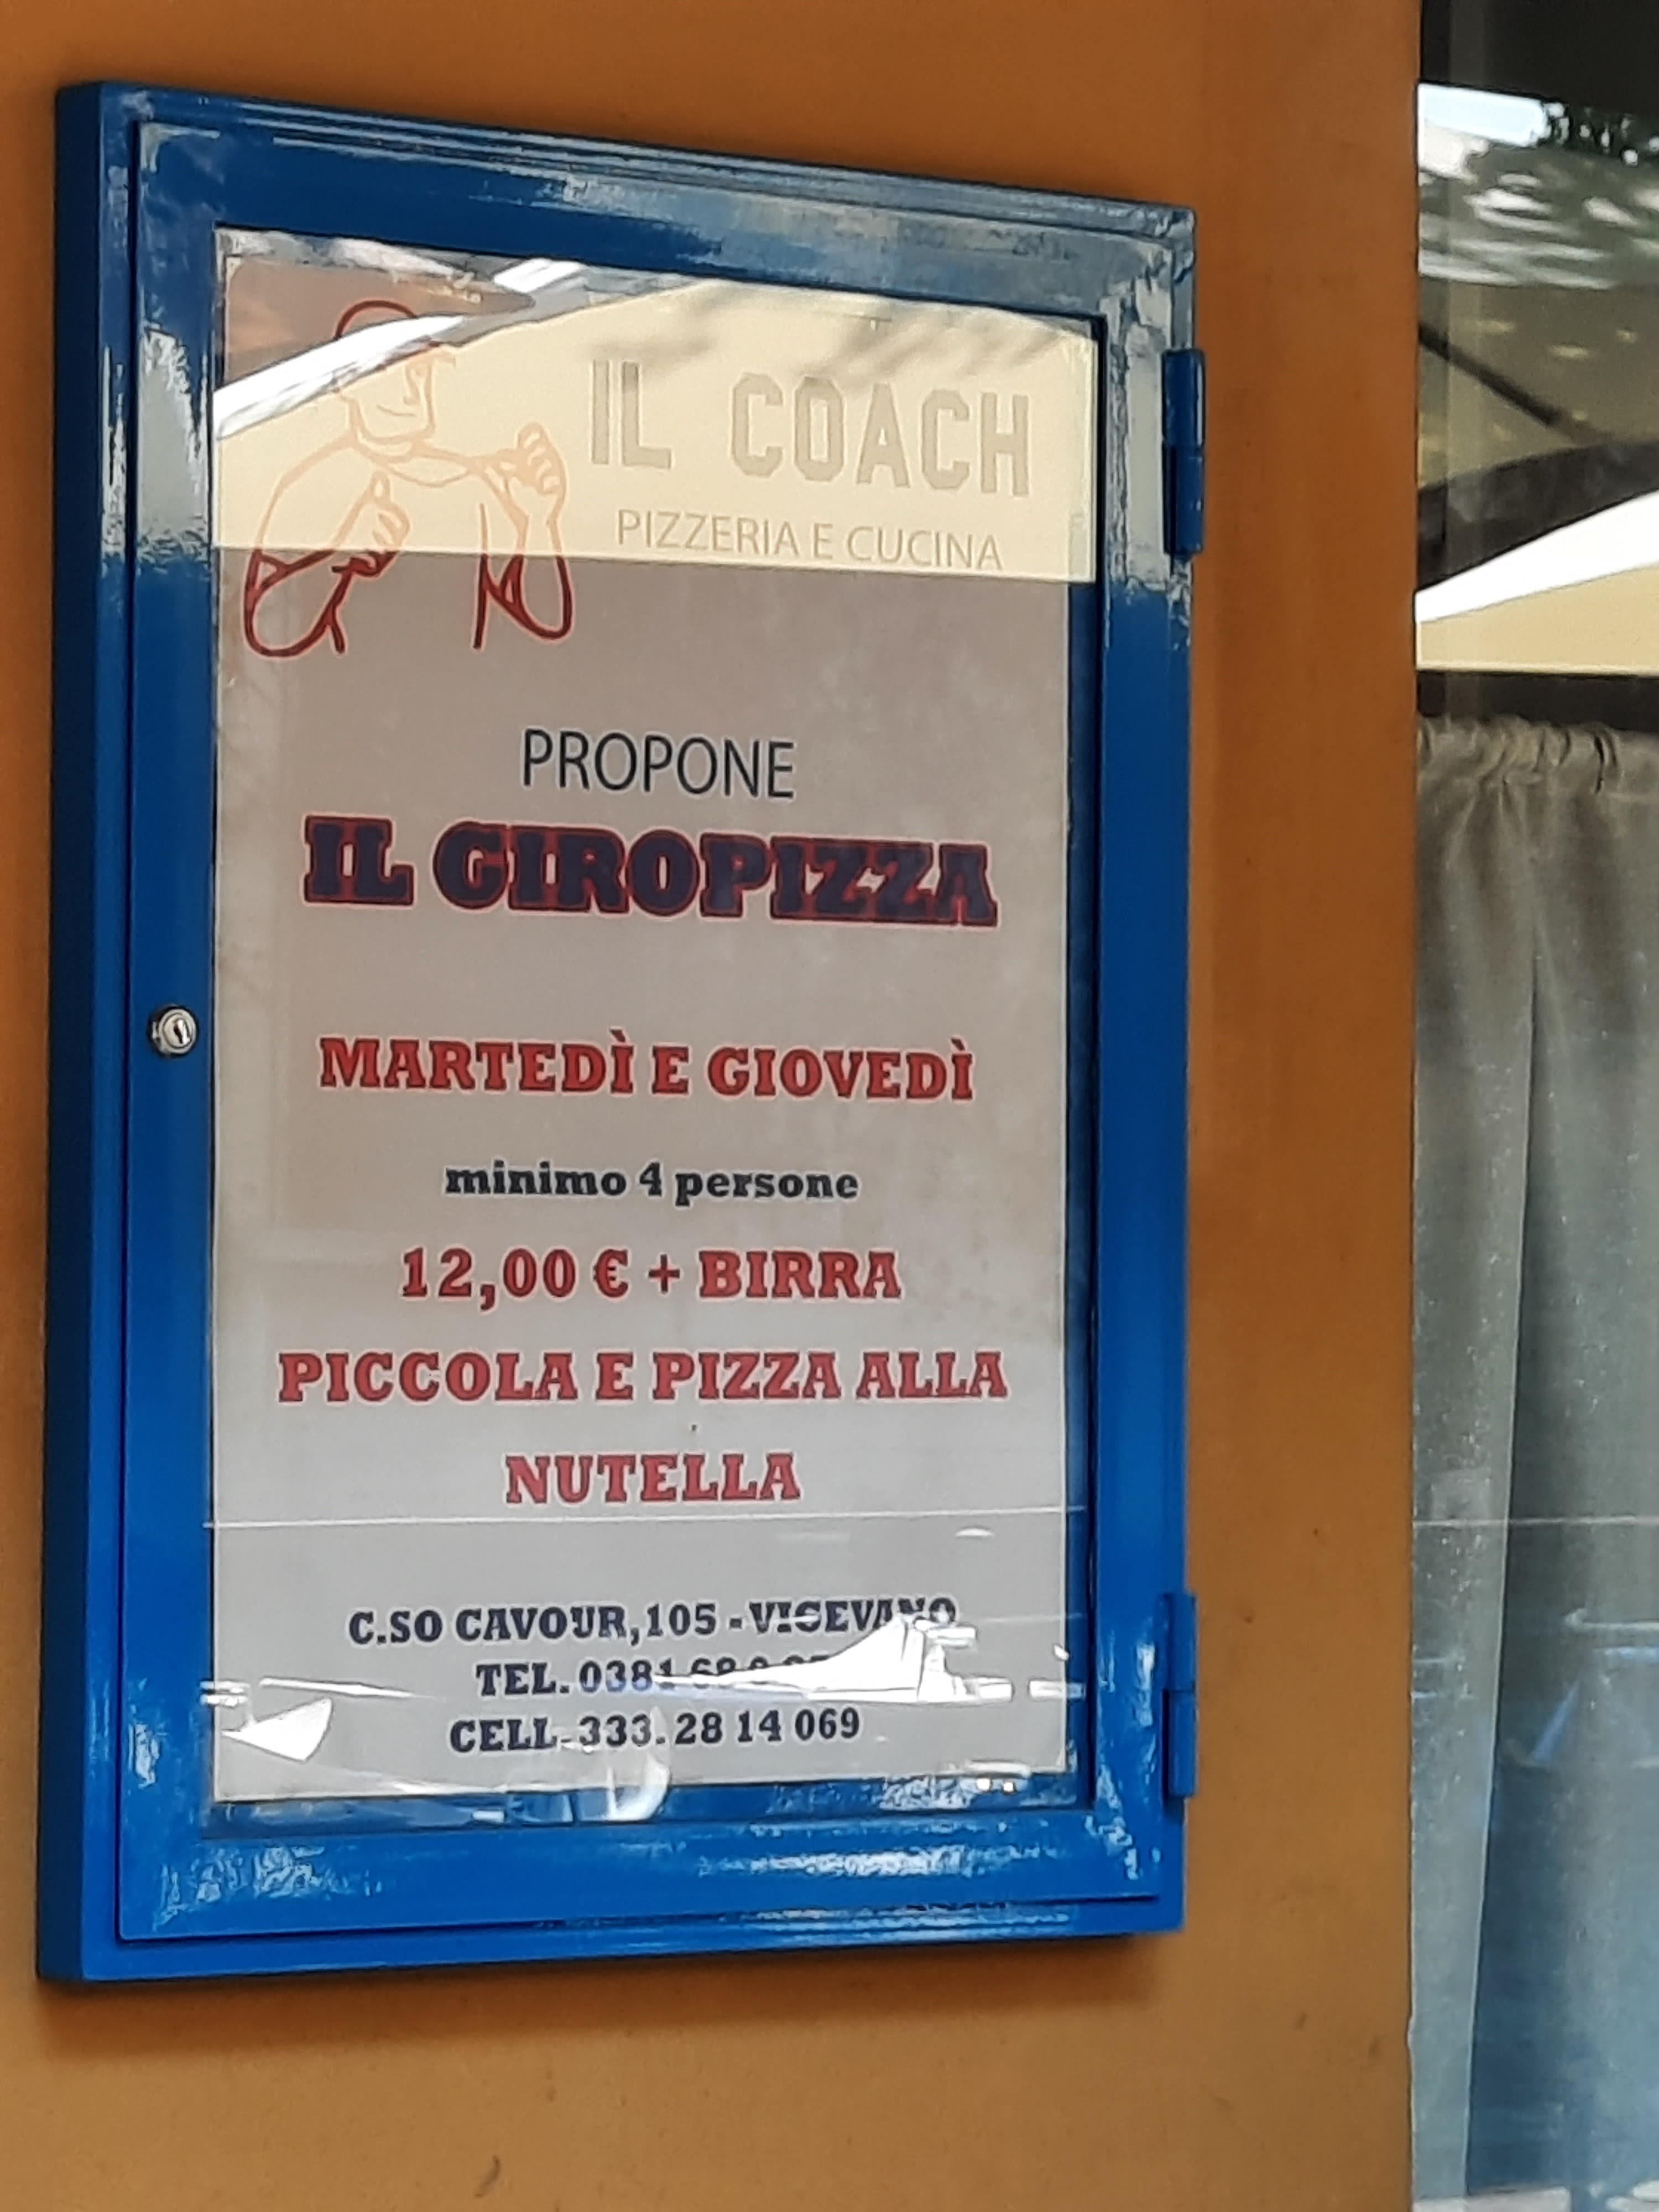 IL COACH
PIZZERIA E CUCINA
PROPONE
IL GIROPIZZA
MARTEDÌ E GIOVEDÌ
minimo 4 persone
12,00 € + BIRRA
PICCOLA E PIZZA ALLA
NUTELLA
C.SO CAVOUR,105 - VIGEVANO
TEL. 0381
CELL. 333. 28 14 069